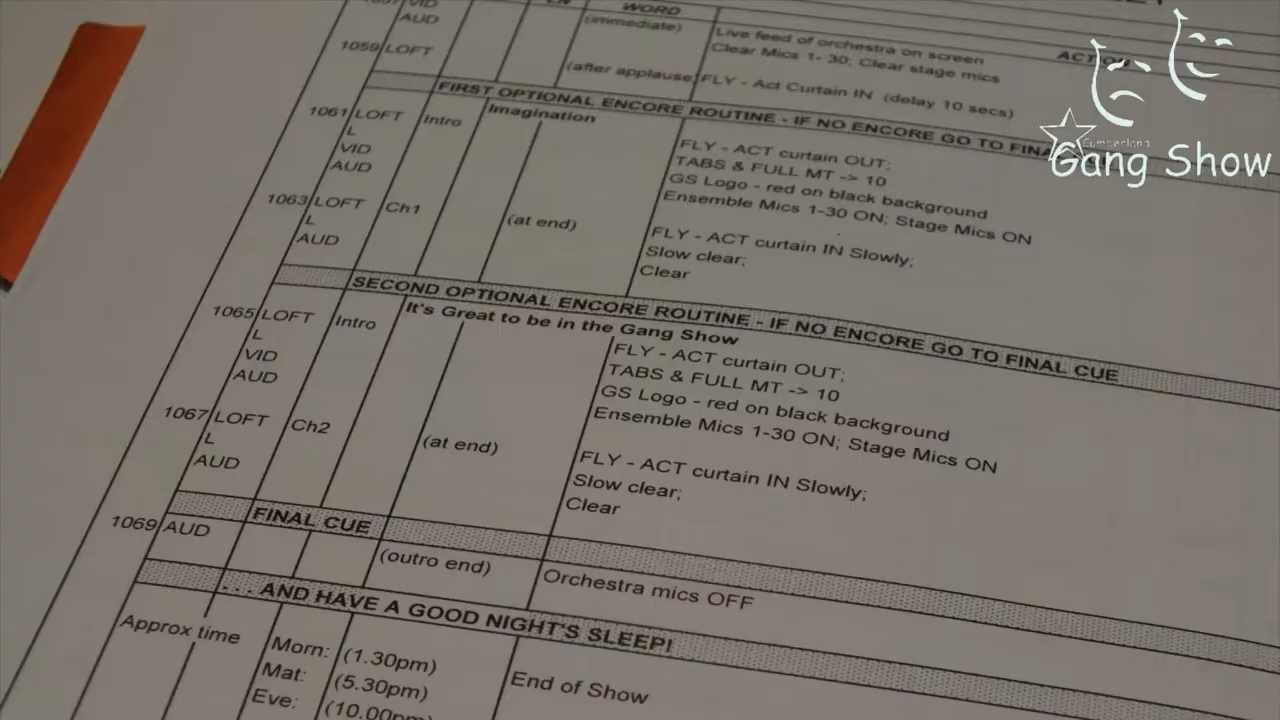 VID
WORD
AUD
(immediate)
Live feed of orchestra on screen
ACTION
1059 LOFT
Clear Mics 1- 30; Clear stage mics
(after applause)
FLY - Act Curtain IN (delay 10 secs)
FIRST OPTIONAL ENCORE ROUTINE - IF NO ENCORE GO TO FINAL CUE
1061 LOFT
Intro
Imagination
L
VID
AUD
FLY - ACT curtain OUT;
TABS & FULL MT -> 10
GS Logo - red on black background
Ensemble Mics 1-30 ON; Stage Mics ON
1063 LOFT
Ch1
(at end)
L
AUD
FLY - ACT curtain IN Slowly;
Slow clear;
Clear
SECOND OPTIONAL ENCORE ROUTINE - IF NO ENCORE GO TO FINAL CUE
1065 LOFT
Intro
It's Great to be in the Gang Show
L
VID
AUD
FLY - ACT curtain OUT;
TABS & FULL MT -> 10
GS Logo - red on black background
Ensemble Mics 1-30 ON; Stage Mics ON
1067 LOFT
Ch2
(at end)
L
AUD
FLY - ACT curtain IN Slowly;
Slow clear;
Clear
FINAL CUE
1069 AUD
(outro end)
Orchestra mics OFF
. . . AND HAVE A GOOD NIGHT'S SLEEP!
Approx time
Morn: (1.30pm)
Mat: (5.30pm)
Eve: (10.00pm)
End of Show
Cumberland
Gang Show